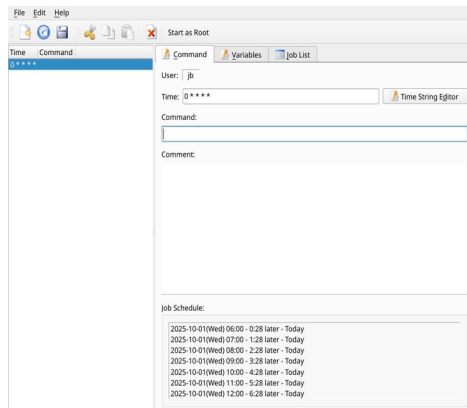 File Edit Help
Start as Root
Time Command
0 * * * *
Command Variables Job List
User: jb
Time: 0 * * * * Time String Editor
Command:
Comment:
Job Schedule:
2025-10-01(Wed) 06:00 - 0:28 later - Today
2025-10-01(Wed) 07:00 - 1:28 later - Today
2025-10-01(Wed) 08:00 - 2:28 later - Today
2025-10-01(Wed) 09:00 - 3:28 later - Today
2025-10-01(Wed) 10:00 - 4:28 later - Today
2025-10-01(Wed) 11:00 - 5:28 later - Today
2025-10-01(Wed) 12:00 - 6:28 later - Today